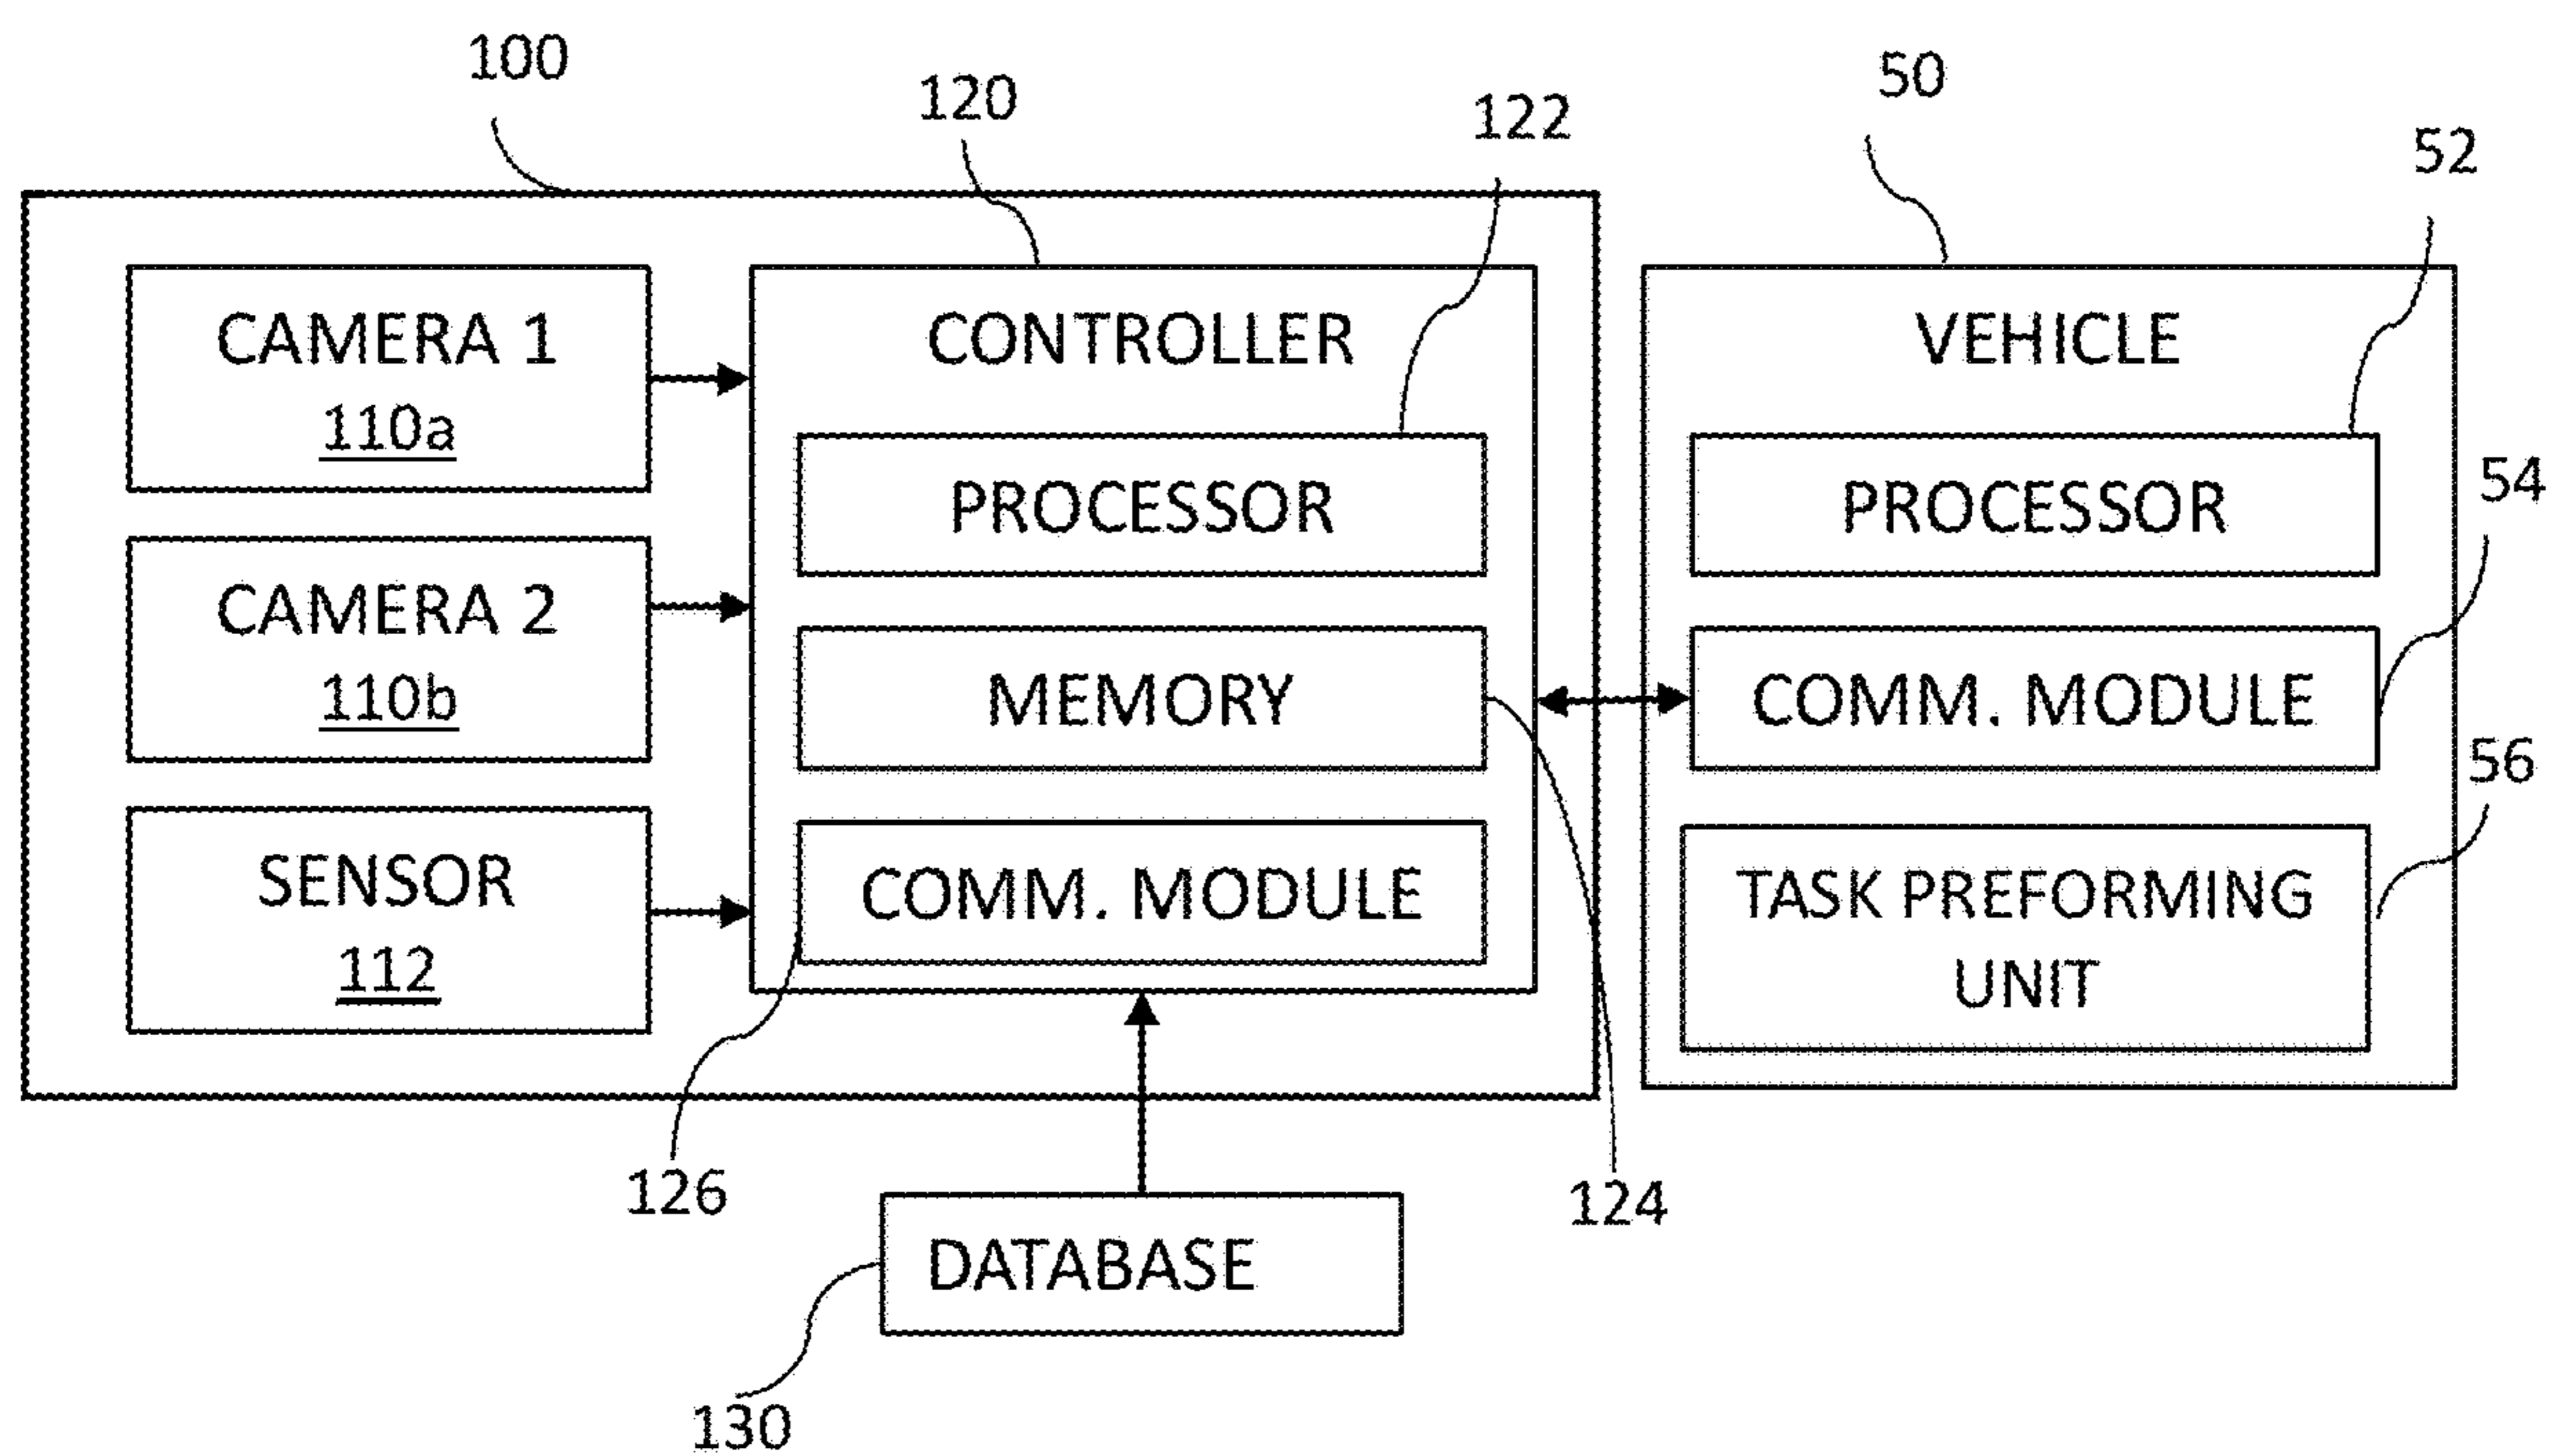 100
120
122
50
52
CAMERA 1
110a
CAMERA 2
110b
SENSOR
112
CONTROLLER
PROCESSOR
MEMORY
COMM. MODULE
VEHICLE
PROCESSOR
54
COMM. MODULE
56
TASK PREFORMING
UNIT
126
124
DATABASE
130